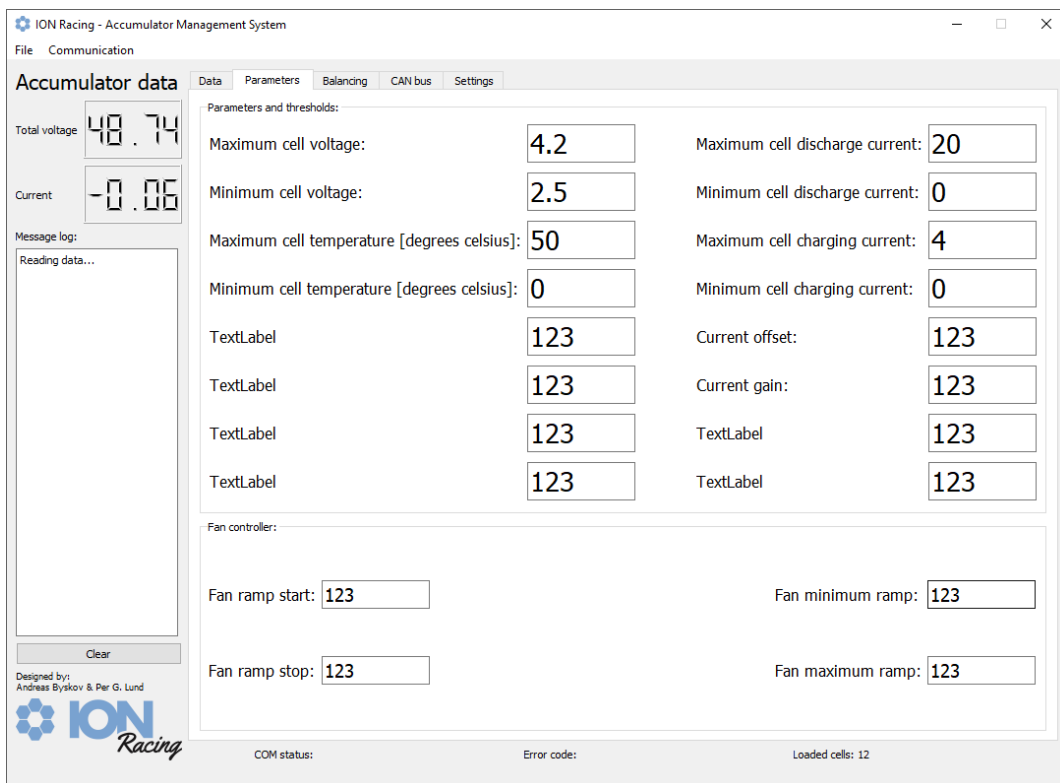 ION Racing - Accumulator Management System
File Communication
Accumulator data
Total voltage 48.74
Current -0.06
Message log:
Reading data...
Clear
Designed by:
Andreas Byskov & Per G. Lund
ION
Racing
Data Parameters Balancing CAN bus Settings
Parameters and thresholds:
Maximum cell voltage: 4.2 Maximum cell discharge current: 20
Minimum cell voltage: 2.5 Minimum cell discharge current: 0
Maximum cell temperature [degrees celsius]: 50 Maximum cell charging current: 4
Minimum cell temperature [degrees celsius]: 0 Minimum cell charging current: 0
TextLabel 123 Current offset: 123
TextLabel 123 Current gain: 123
TextLabel 123 TextLabel 123
TextLabel 123 TextLabel 123
Fan controller:
Fan ramp start: 123 Fan minimum ramp: 123
Fan ramp stop: 123 Fan maximum ramp: 123
COM status: Error code: Loaded cells: 12